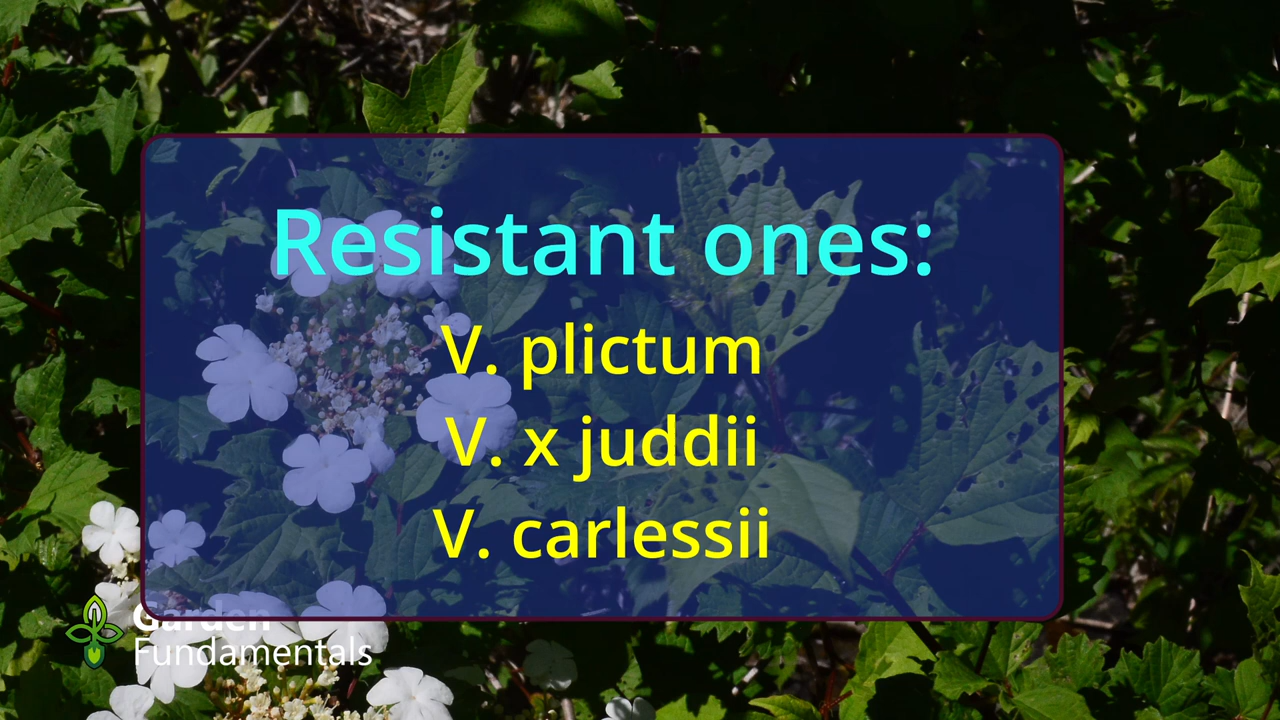 Resistant ones:
V. plictum
V. x juddii
V. carlessii
Garden
Fundamentals